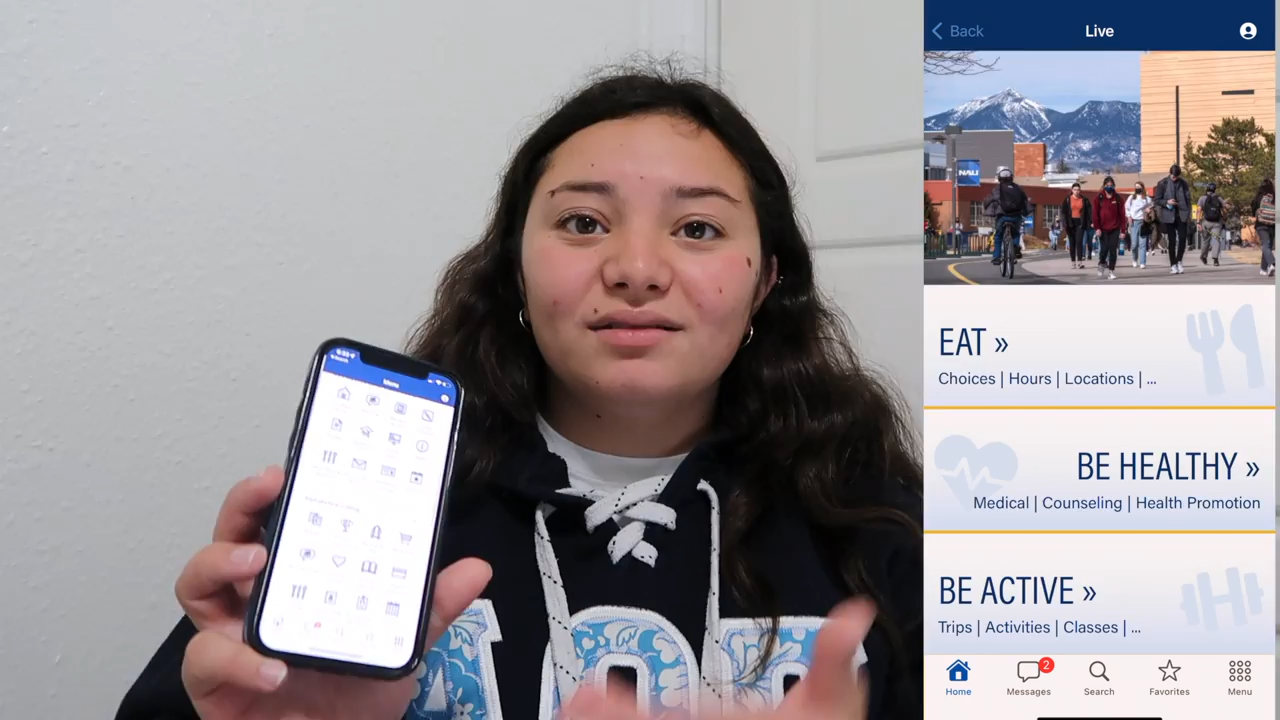 Back
Live
NAU
EAT »
Choices | Hours | Locations | ...
BE HEALTHY »
Medical | Counseling | Health Promotion
BE ACTIVE »
Trips | Activities | Classes | ...
2
Home
Messages
Search
Favorites
Menu
Menu